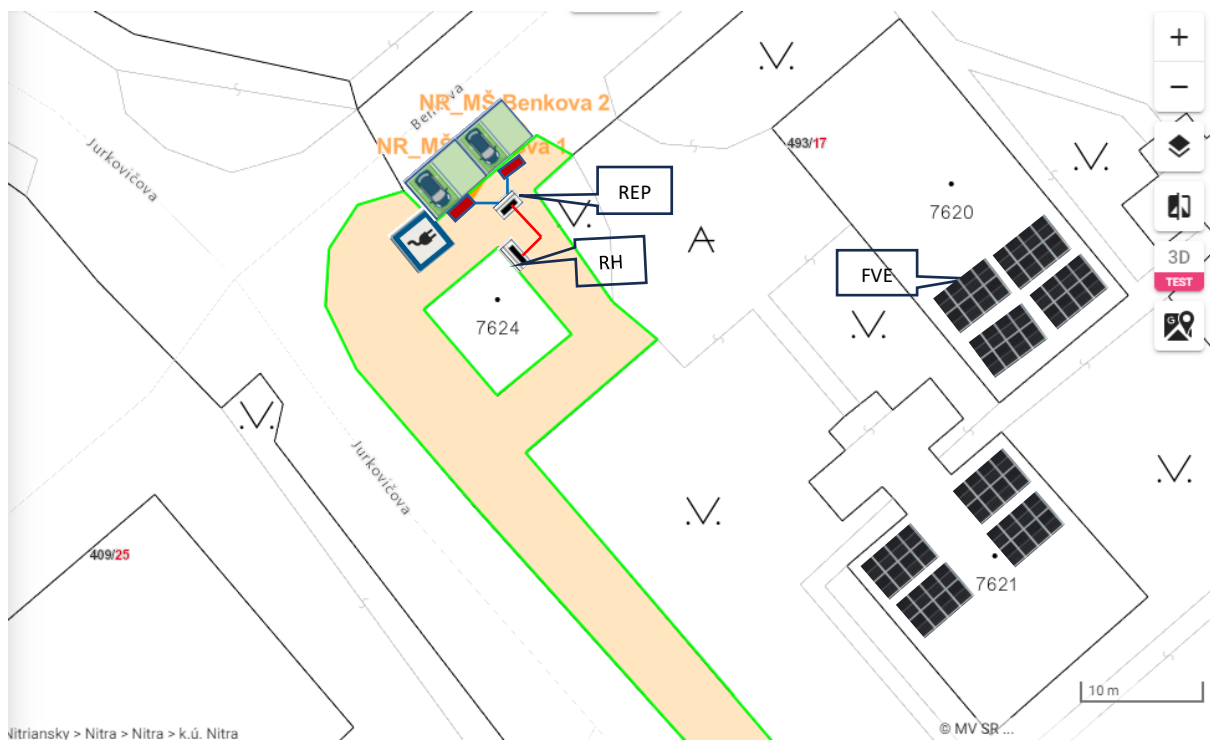 Benkova
NR_MŠ Benkova 2
NR_MŠ
va 1
Jurkovičova
REP
RH
FVE
493/17
7620
7624
7621
Jurkovičova
409/25
+
−
3D
TEST
G
10 m
© MV SR ...
Nitriansky > Nitra > Nitra > k.ú. Nitra